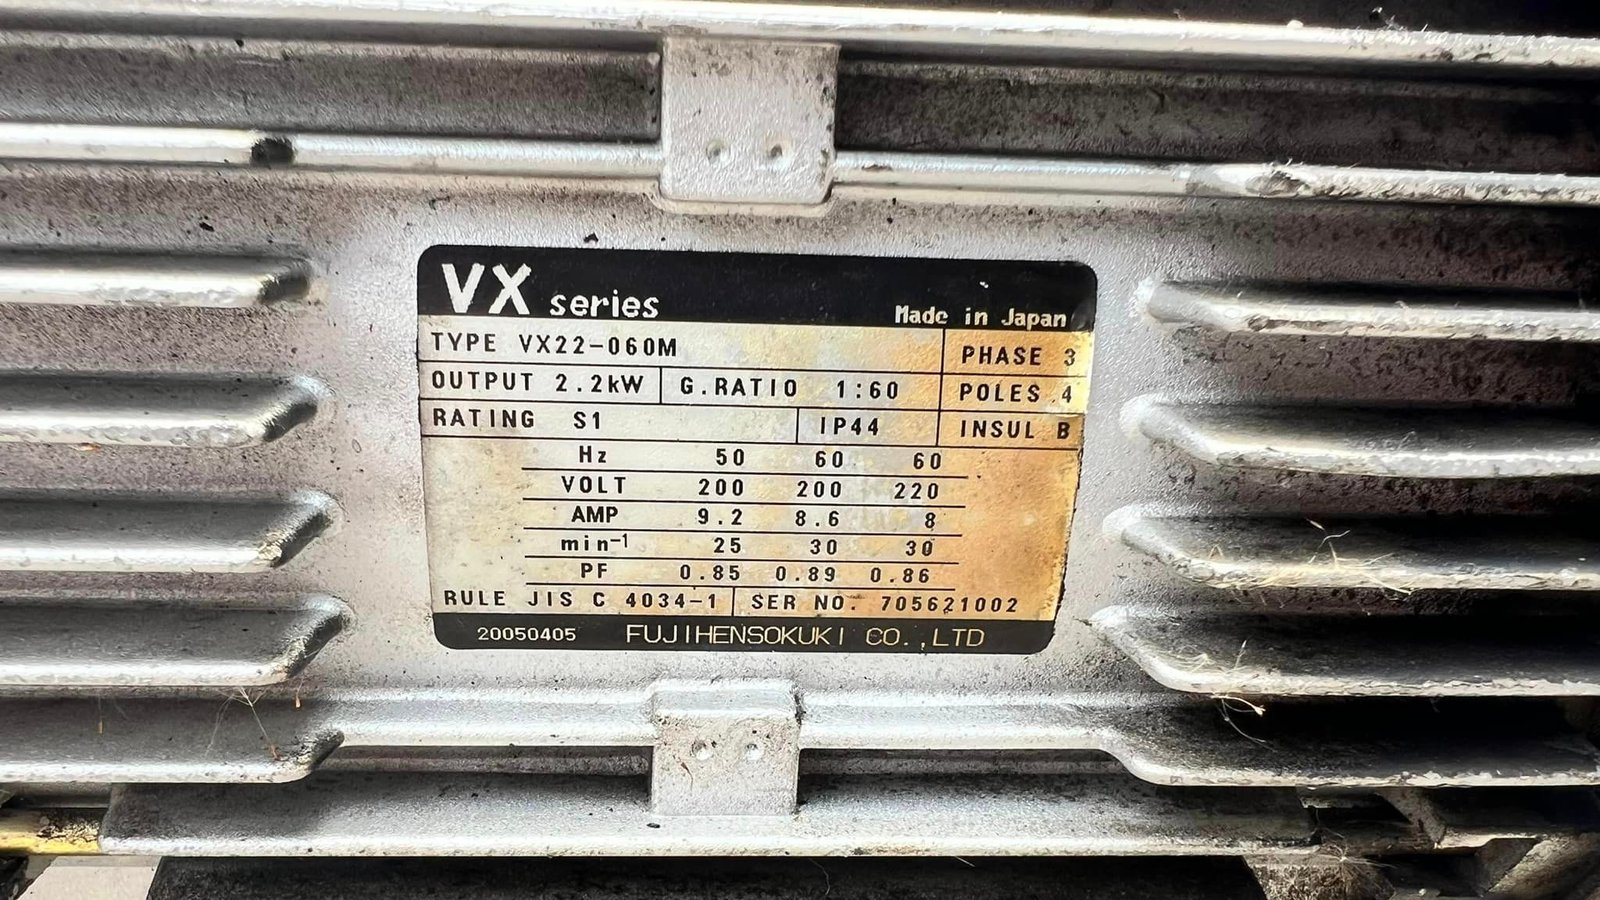 VX series Made in Japan
TYPE VX22-060M PHASE 3
OUTPUT 2.2kW G.RATIO 1:60 POLES 4
RATING S1 IP44 INSUL B
Hz 50 60 60
VOLT 200 200 220
AMP 9.2 8.6 8
min-1 25 30 30
PF 0.85 0.89 0.86
RULE JIS C 4034-1 SER NO. 705621002
20050405 FUJIHENSOKUKI CO.,LTD